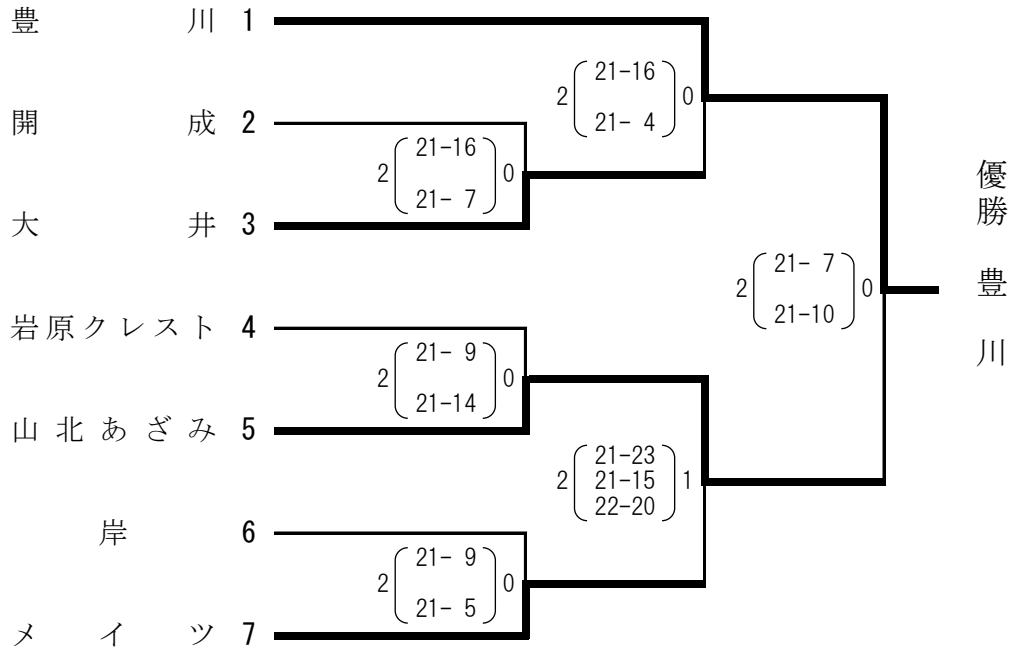 豊川 1
21-16
2 0
21- 4
開成 2
21-16
2 0
21- 7
大井 3
優勝 豊川
21- 7
2 0
21-10
岩原クレスト 4
21- 9
2 0
21-14
山北あざみ 5
21-23
2 21-15 1
22-20
岸 6
21- 9
2 0
21- 5
メイツ 7